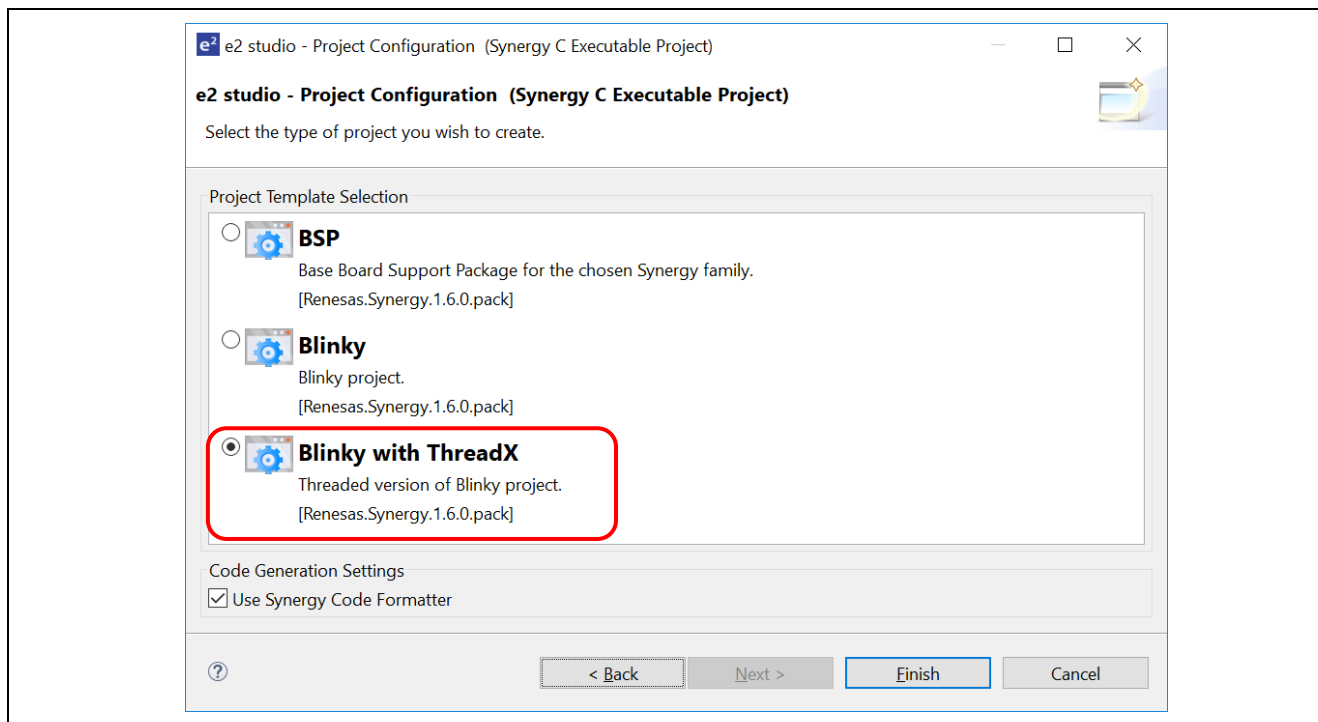 e2 e2 studio - Project Configuration (Synergy C Executable Project)
e2 studio - Project Configuration (Synergy C Executable Project)
Select the type of project you wish to create.
Project Template Selection
BSP
Base Board Support Package for the chosen Synergy family.
[Renesas.Synergy.1.6.0.pack]
Blinky
Blinky project.
[Renesas.Synergy.1.6.0.pack]
Blinky with ThreadX
Threaded version of Blinky project.
[Renesas.Synergy.1.6.0.pack]
Code Generation Settings
Use Synergy Code Formatter
? < Back Next > Finish Cancel